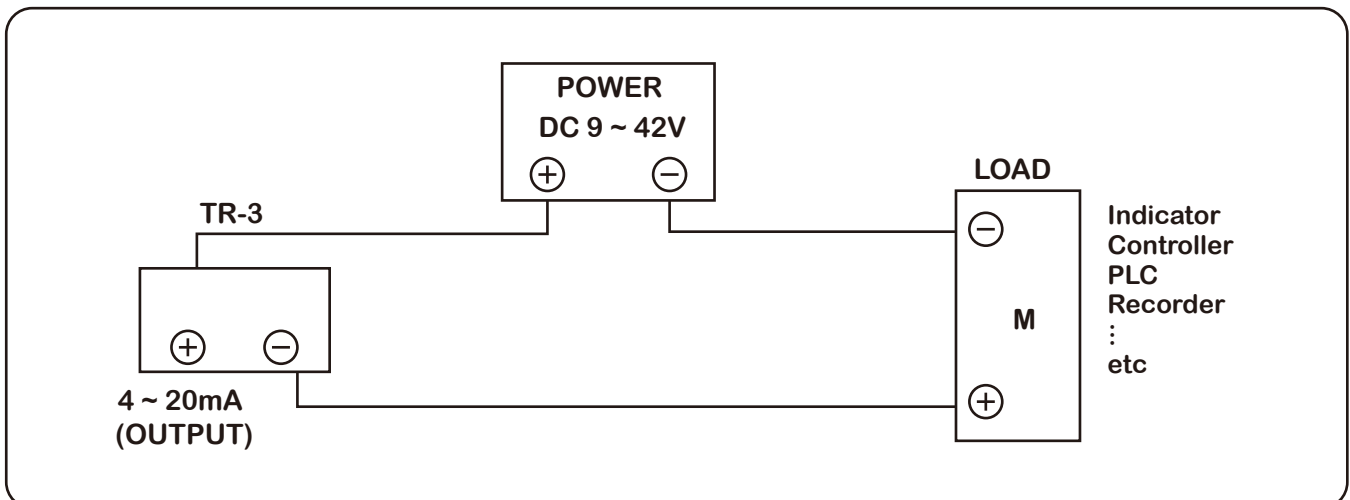 POWER
DC 9 ~ 42V
+ −
LOAD
TR-3
−
Indicator
Controller
PLC
Recorder
⋮
etc
M
+ −
+
4 ~ 20mA
(OUTPUT)